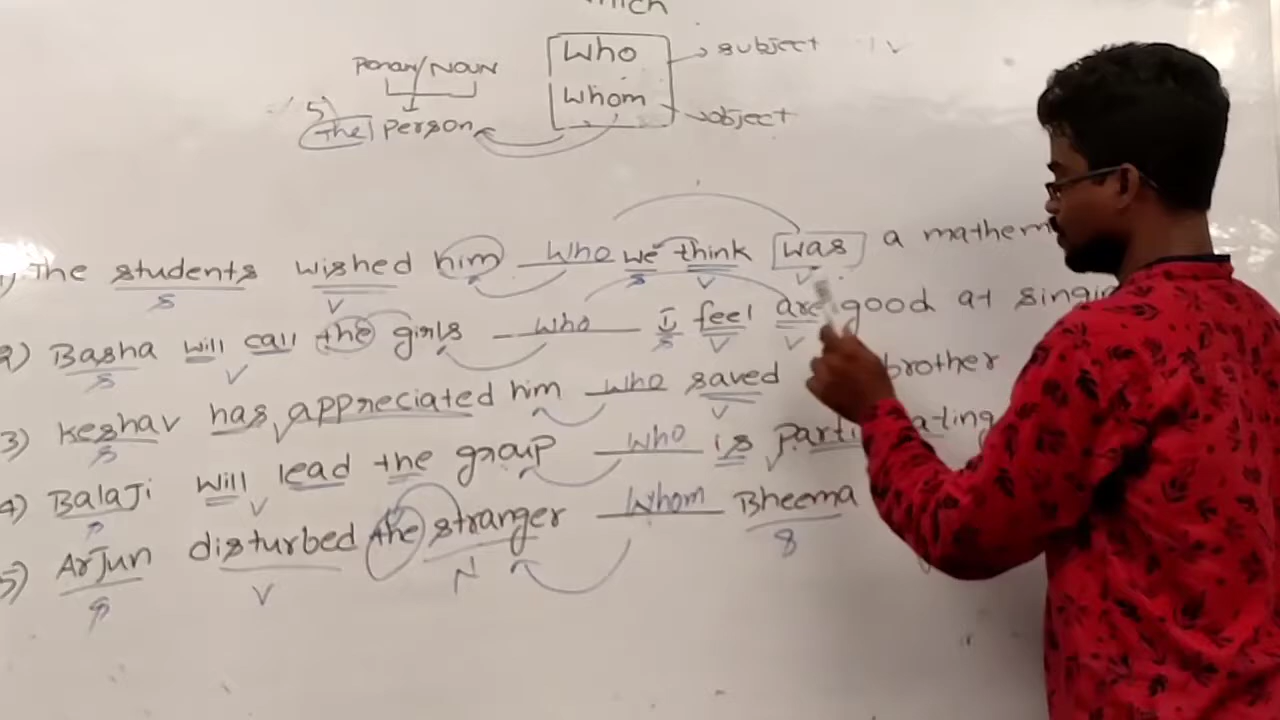 which
Who → subject
Whom → object
NOUN
5)
the person
1) The students wished him who we think was a mathem
S V S V V
2) Basha will call the girls who I feel are good at singi
S V S V V
3) Keshav has appreciated him who saved brother
S V V
4) BalaJi will lead the group who is parti ating
V V
5) ArJun disturbed the stranger whom Bheema
S V N S